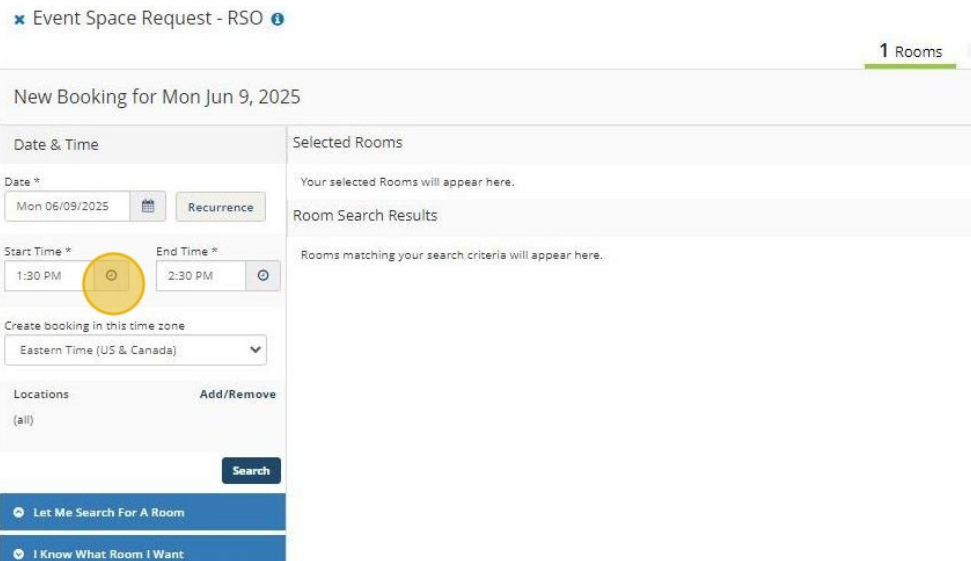 Event Space Request - RSO
1 Rooms
New Booking for Mon Jun 9, 2025
Date & Time
Date *
Mon 06/09/2025
Recurrence
Start Time *
End Time *
1:30 PM
2:30 PM
Create booking in this time zone
Eastern Time (US & Canada)
Locations
Add/Remove
(all)
Search
Let Me Search For A Room
I Know What Room I Want
Selected Rooms
Your selected Rooms will appear here.
Room Search Results
Rooms matching your search criteria will appear here.